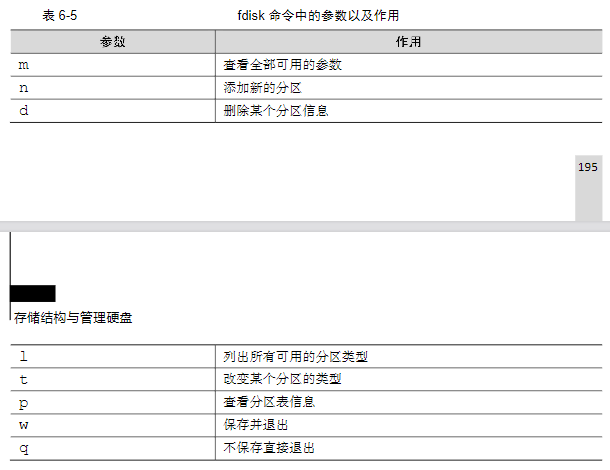 表 6-5 fdisk 命令中的参数以及作用
参数 作用
m 查看全部可用的参数
n 添加新的分区
d 删除某个分区信息
195
存储结构与管理硬盘
l 列出所有可用的分区类型
t 改变某个分区的类型
p 查看分区表信息
w 保存并退出
q 不保存直接退出